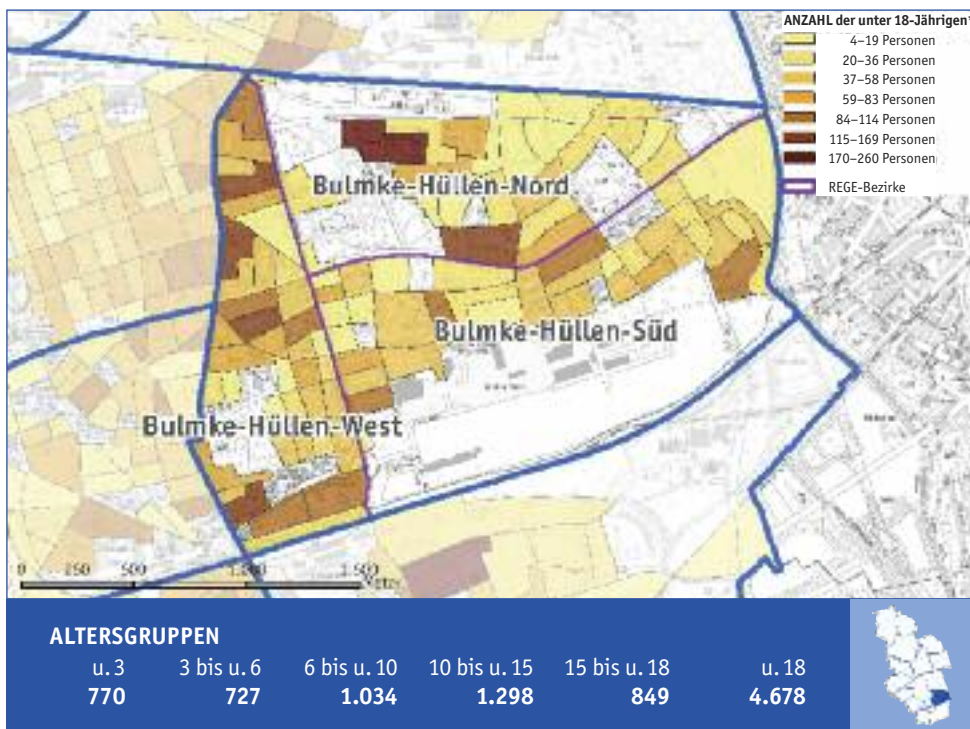 ANZAHL der unter 18-Jährigen*
4–19 Personen
20–36 Personen
37–58 Personen
59–83 Personen
84–114 Personen
115–169 Personen
170–260 Personen
REGE-Bezirke
Bulmke-Hüllen-Nord
Bulmke-Hüllen-Süd
Bulmke-Hüllen-West
0 250 500 1.000 1.500
Meter
ALTERSGRUPPEN
u. 3 3 bis u. 6 6 bis u. 10 10 bis u. 15 15 bis u. 18 u. 18
770 727 1.034 1.298 849 4.678